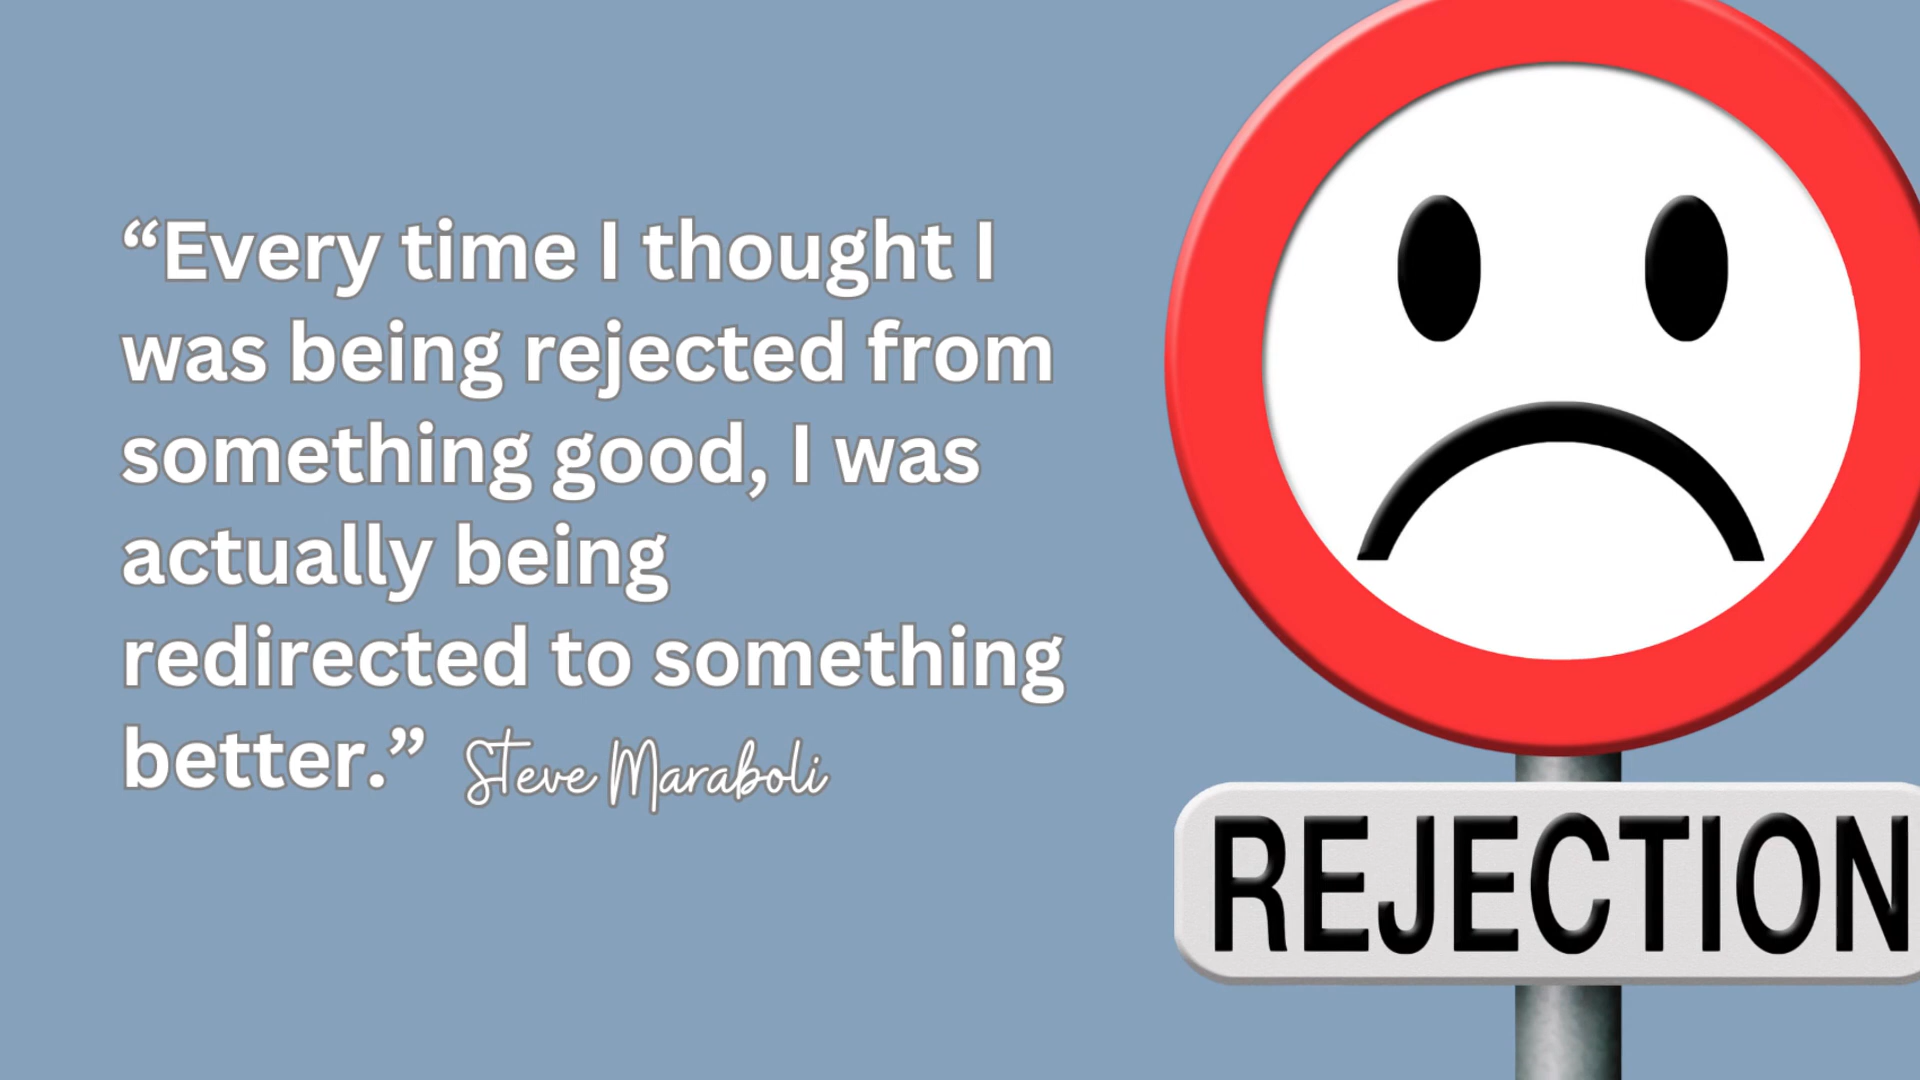 “Every time I thought I
was being rejected from
something good, I was
actually being
redirected to something
better.” Steve Maraboli
REJECTION